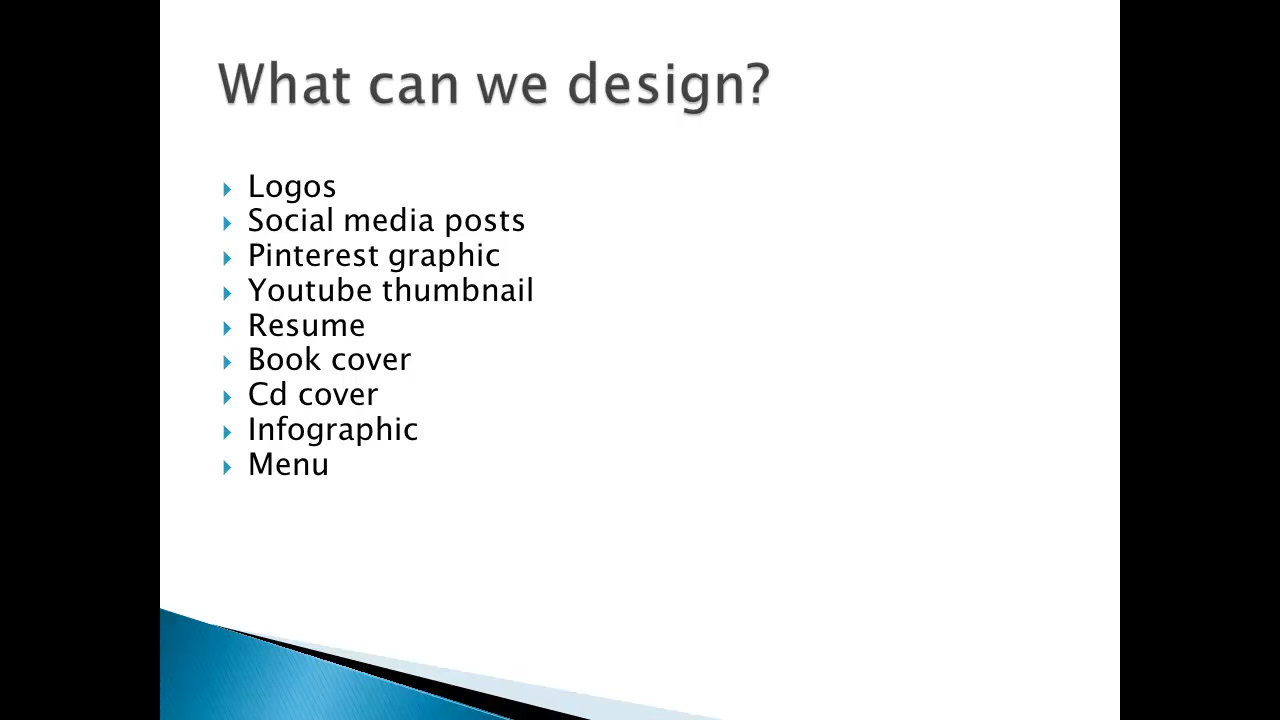 What can we design?
Logos
Social media posts
Pinterest graphic
Youtube thumbnail
Resume
Book cover
Cd cover
Infographic
Menu